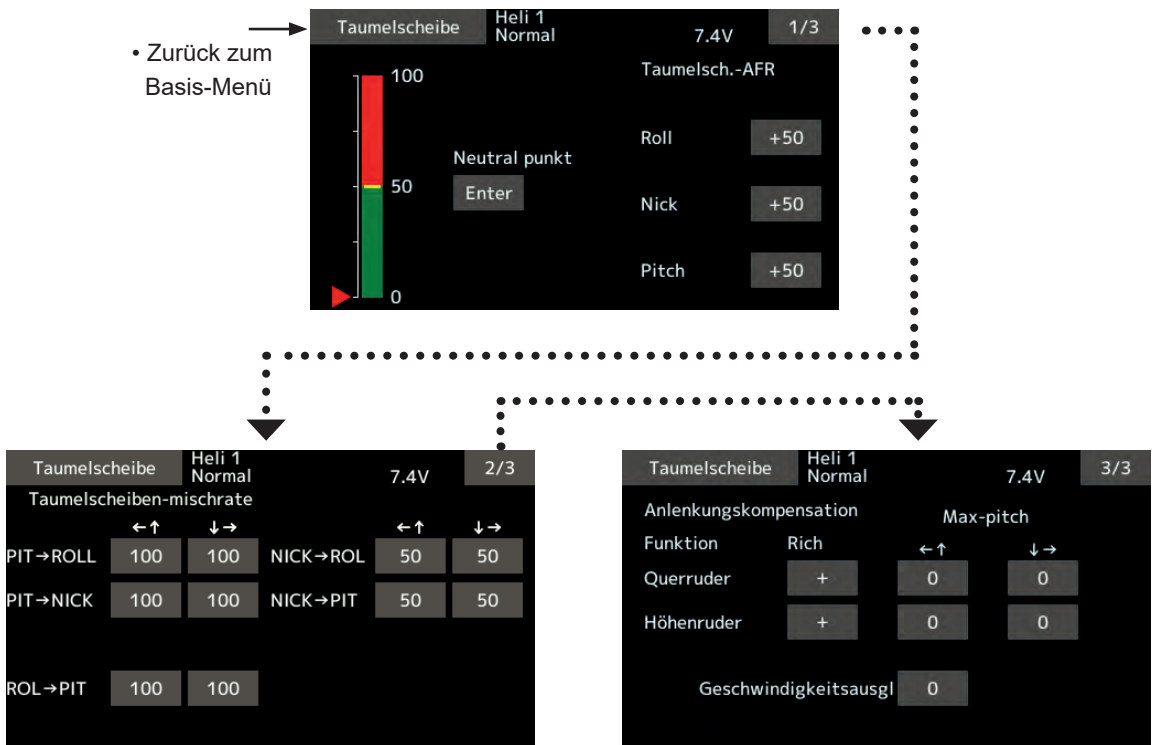 • Zurück zum
Basis-Menü
Taumelscheibe Heli 1 Normal 7.4V 1/3
Taumelsch.-AFR
100
Roll +50
Neutral punkt
50 Enter
Nick +50
Pitch +50
0
Taumelscheibe Heli 1 Normal 7.4V 2/3
Taumelscheiben-mischrate
←↑ ↓→ ←↑ ↓→
PIT→ROLL 100 100 NICK→ROL 50 50
PIT→NICK 100 100 NICK→PIT 50 50
ROL→PIT 100 100
Taumelscheibe Heli 1 Normal 7.4V 3/3
Anlenkungskompensation Max-pitch
Funktion Rich ←↑ ↓→
Querruder + 0 0
Höhenruder + 0 0
Geschwindigkeitsausgl 0